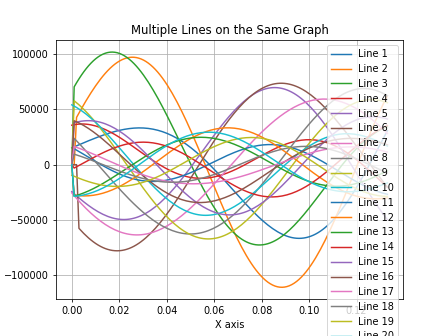 Multiple Lines on the Same Graph
100000
50000
0
−50000
−100000
0.00
0.02
0.04
0.06
0.08
0.10
X axis
Line 1
Line 2
Line 3
Line 4
Line 5
Line 6
Line 7
Line 8
Line 9
Line 10
Line 11
Line 12
Line 13
Line 14
Line 15
Line 16
Line 17
Line 18
Line 19
Line 20